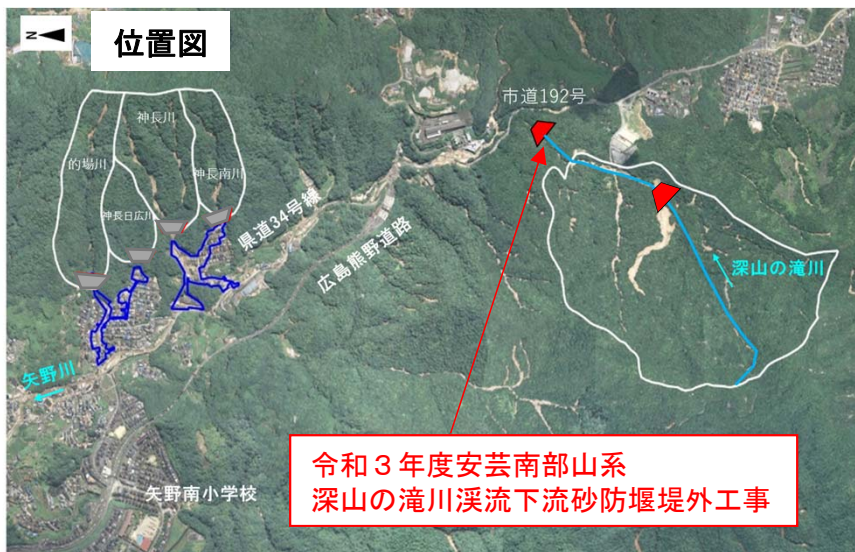 N
位置図
市道192号
神長川
的場川
神長南川
神長日広川
県道34号線
広島熊野道路
深山の滝川
矢野川
令和３年度安芸南部山系
深山の滝川渓流下流砂防堰堤外工事
矢野南小学校